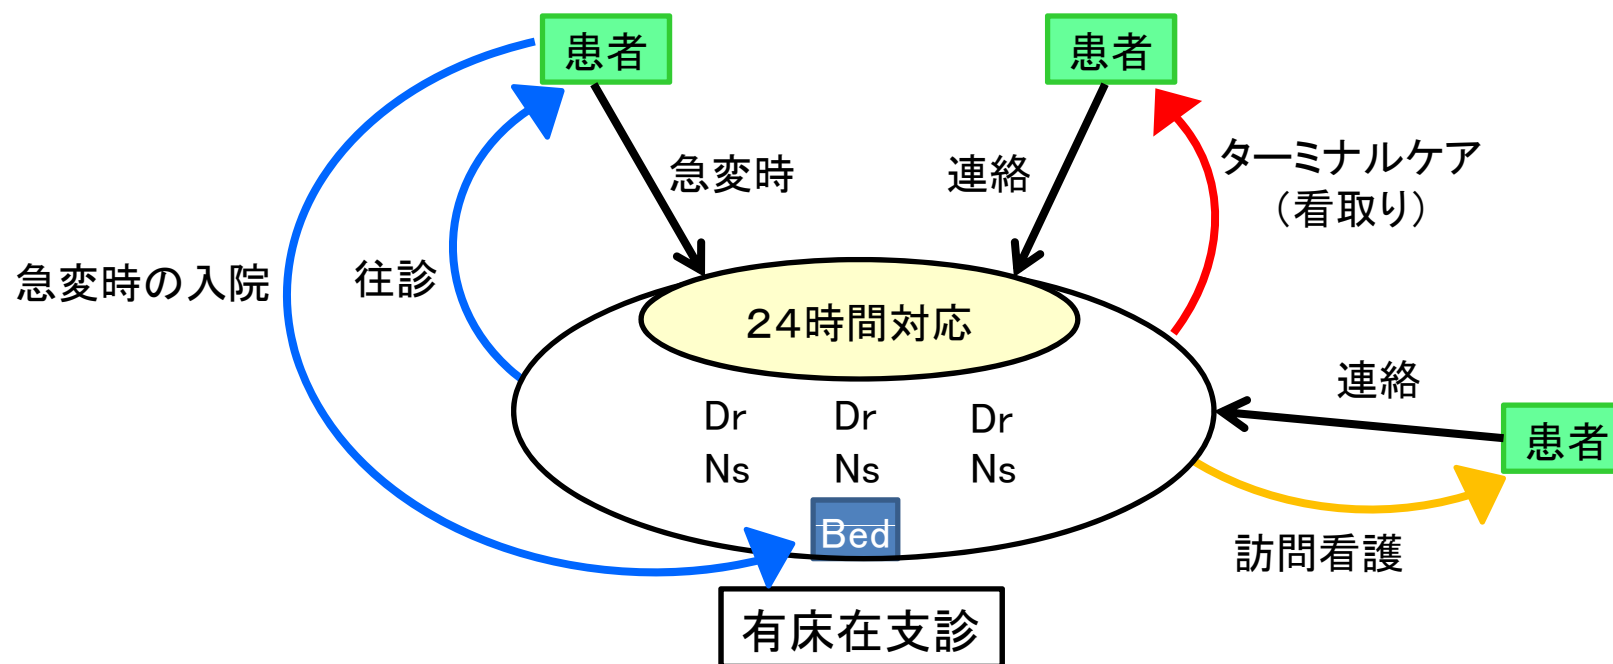 患者
患者
急変時
連絡
ターミナルケア
（看取り）
急変時の入院
往診
２４時間対応
連絡
患者
Dr
Dr
Dr
Ns
Ns
Ns
Bed
訪問看護
有床在支診